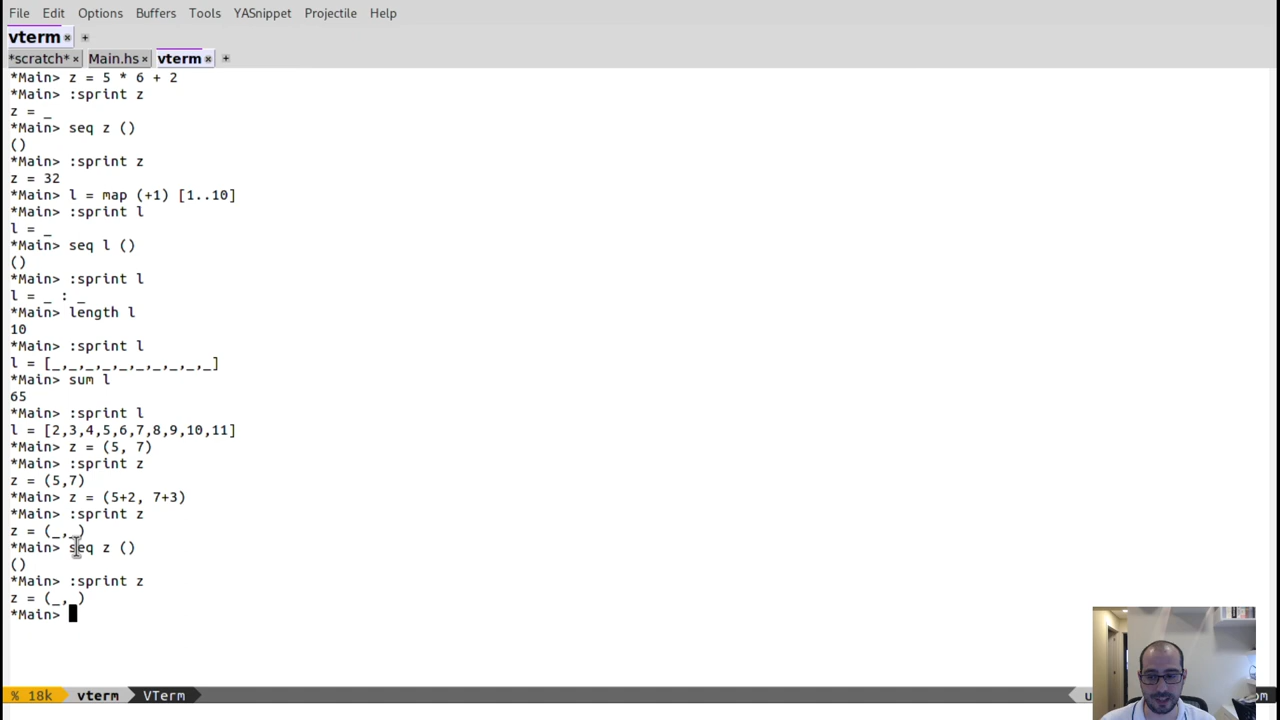 File Edit Options Buffers Tools YASnippet Projectile Help
vterm × +
*scratch* × Main.hs × vterm × +
*Main> z = 5 * 6 + 2
*Main> :sprint z
z = _
*Main> seq z ()
()
*Main> :sprint z
z = 32
*Main> l = map (+1) [1..10]
*Main> :sprint l
l = _
*Main> seq l ()
()
*Main> :sprint l
l = _ : _
*Main> length l
10
*Main> :sprint l
l = [_,_,_,_,_,_,_,_,_,_]
*Main> sum l
65
*Main> :sprint l
l = [2,3,4,5,6,7,8,9,10,11]
*Main> z = (5, 7)
*Main> :sprint z
z = (5,7)
*Main> z = (5+2, 7+3)
*Main> :sprint z
z = (_,_)
*Main> seq z ()
()
*Main> :sprint z
z = (_,_)
*Main>
% 18k vterm VTerm